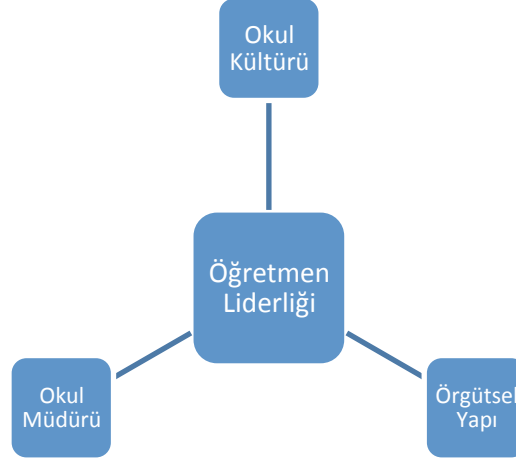 Okul
Kültürü
Öğretmen
Liderliği
Okul
Müdürü
Örgütsel
Yapı